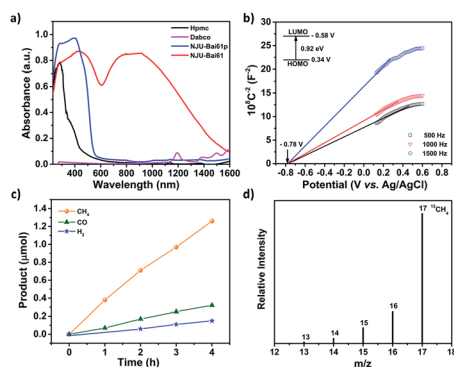 a)
Hpmc
Dabco
NJU-Bai61p
NJU-Bai61
Absorbance (a.u.)
1.0
0.8
0.6
0.4
0.2
0.0
400 600 800 1000 1200 1400 1600
Wavelength (nm)
b)
LUMO - 0.58 V
0.92 eV
HOMO 0.34 V
10⁸C⁻² (F⁻²)
30
25
20
15
10
5
0
- 0.78 V
500 Hz
1000 Hz
1500 Hz
-0.8 -0.6 -0.4 -0.2 0.0 0.2 0.4 0.6 0.8
Potential (V vs. Ag/AgCl)
c)
CH₄
CO
H₂
Product (μmol)
1.4
1.2
1.0
0.8
0.6
0.4
0.2
0.0
0 1 2 3 4
Time (h)
d)
17 ¹³CH₄
16
15
14
13
Relative Intensity
12 13 14 15 16 17 18
m/z